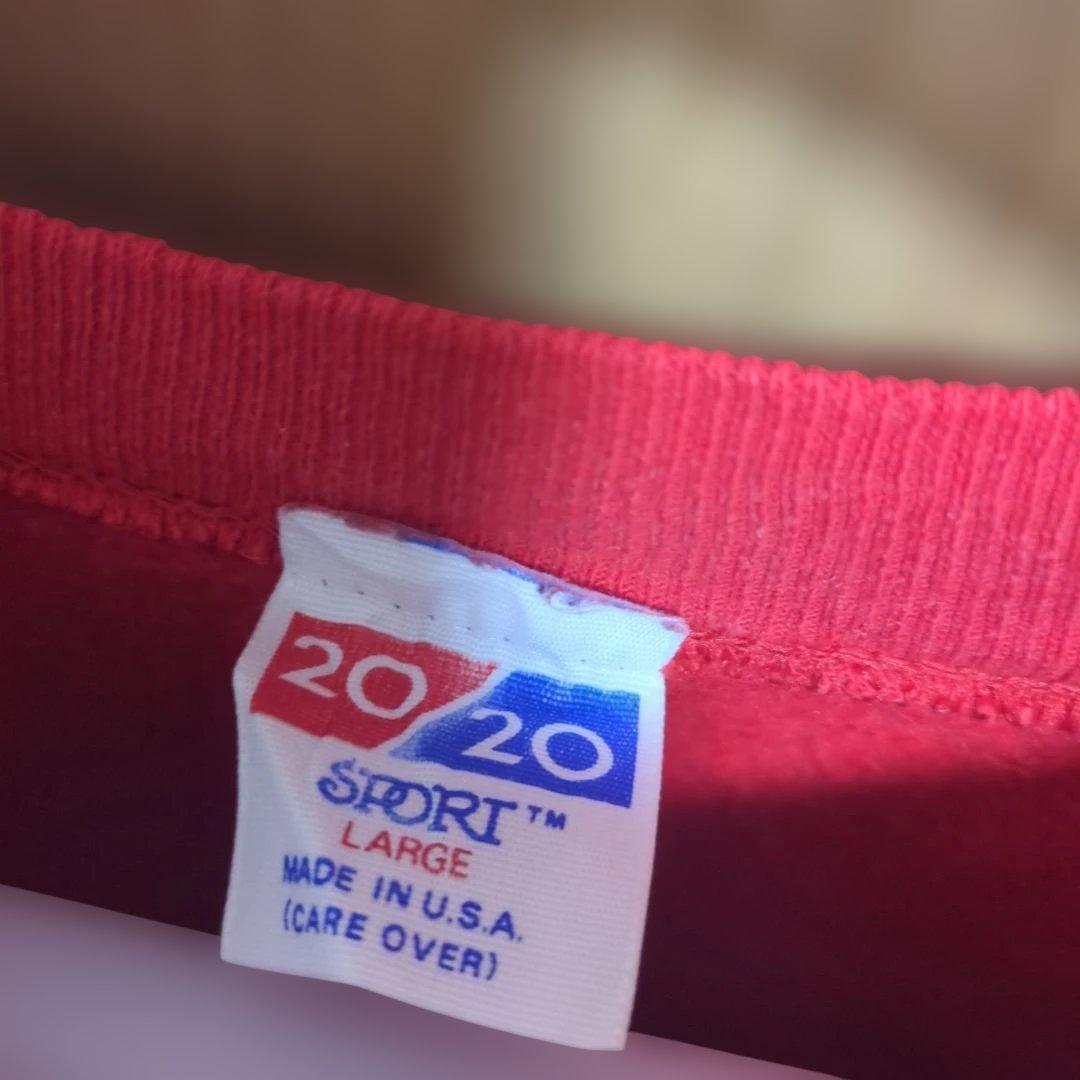 20 20
SPORT™
LARGE
MADE IN U.S.A.
(CARE OVER)